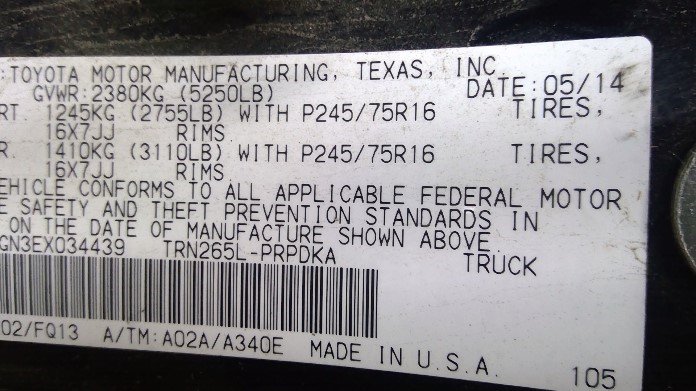 :TOYOTA MOTOR MANUFACTURING, TEXAS, INC
GVWR:2380KG (5250LB) DATE:05/14
RT. 1245KG (2755LB) WITH P245/75R16 TIRES,
16X7JJ RIMS
R. 1410KG (3110LB) WITH P245/75R16 TIRES,
16X7JJ RIMS
EHICLE CONFORMS TO ALL APPLICABLE FEDERAL MOTOR
E SAFETY AND THEFT PREVENTION STANDARDS IN
ON THE DATE OF MANUFACTURE SHOWN ABOVE.
GN3EX034439 TRN265L-PRPDKA TRUCK
02/FQ13 A/TM:A02A/A340E MADE IN U.S.A.
105